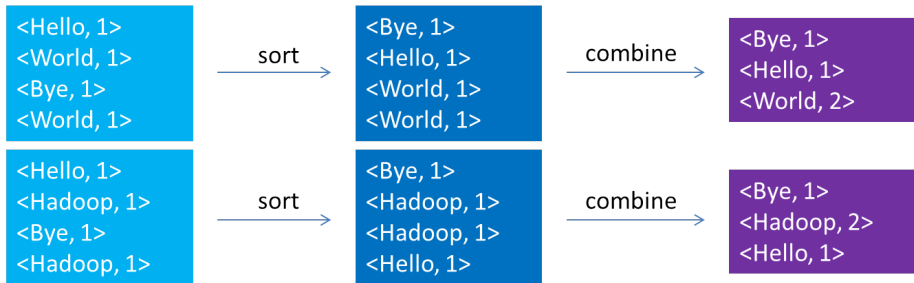 <Hello, 1>
<World, 1>
<Bye, 1>
<World, 1>
sort
<Bye, 1>
<Hello, 1>
<World, 1>
<World, 1>
combine
<Bye, 1>
<Hello, 1>
<World, 2>
<Hello, 1>
<Hadoop, 1>
<Bye, 1>
<Hadoop, 1>
sort
<Bye, 1>
<Hadoop, 1>
<Hadoop, 1>
<Hello, 1>
combine
<Bye, 1>
<Hadoop, 2>
<Hello, 1>